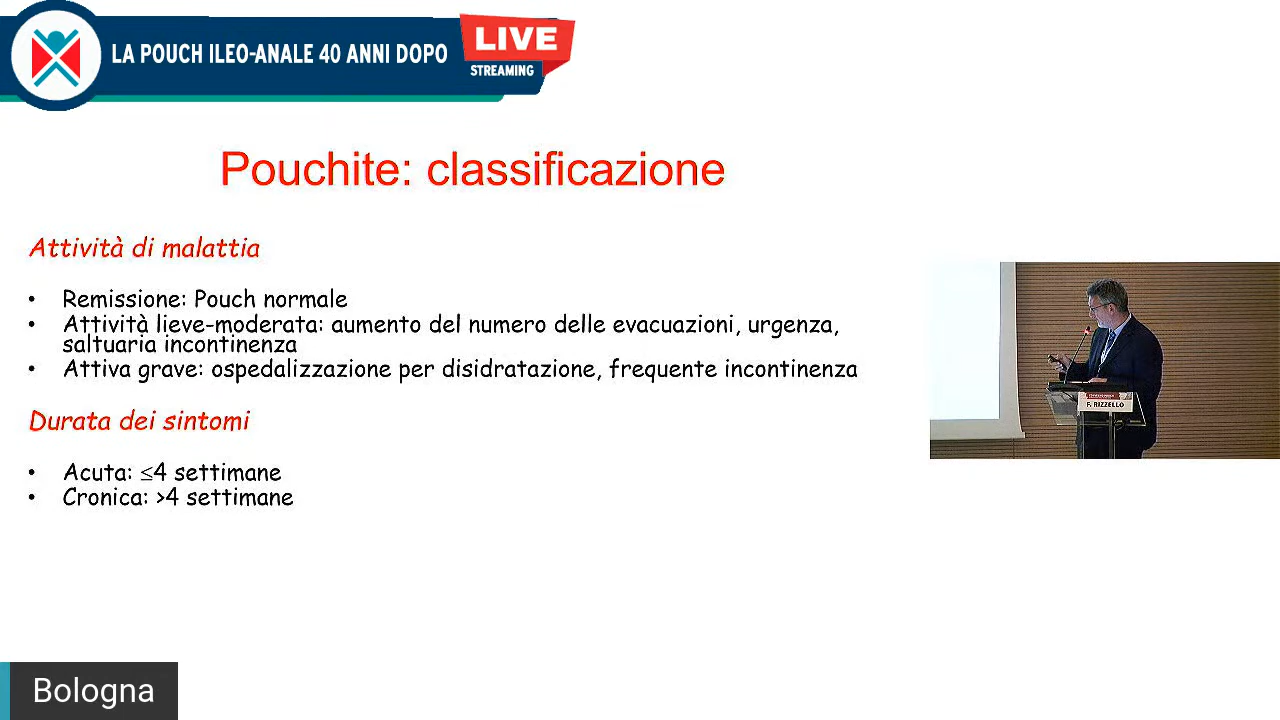 LA POUCH ILEO-ANALE 40 ANNI DOPO
LIVE
STREAMING
Pouchite: classificazione
Attività di malattia
• Remissione: Pouch normale
• Attività lieve-moderata: aumento del numero delle evacuazioni, urgenza,
saltuaria incontinenza
• Attiva grave: ospedalizzazione per disidratazione, frequente incontinenza
Durata dei sintomi
• Acuta: ≤4 settimane
• Cronica: >4 settimane
F. RIZZELLO
Bologna